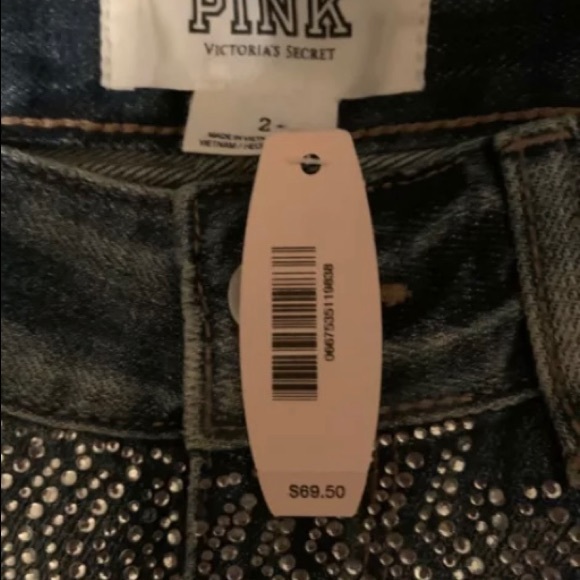 PINK
VICTORIA'S SECRET
2
MADE IN
VIETNAM
0667535119838
$69.50